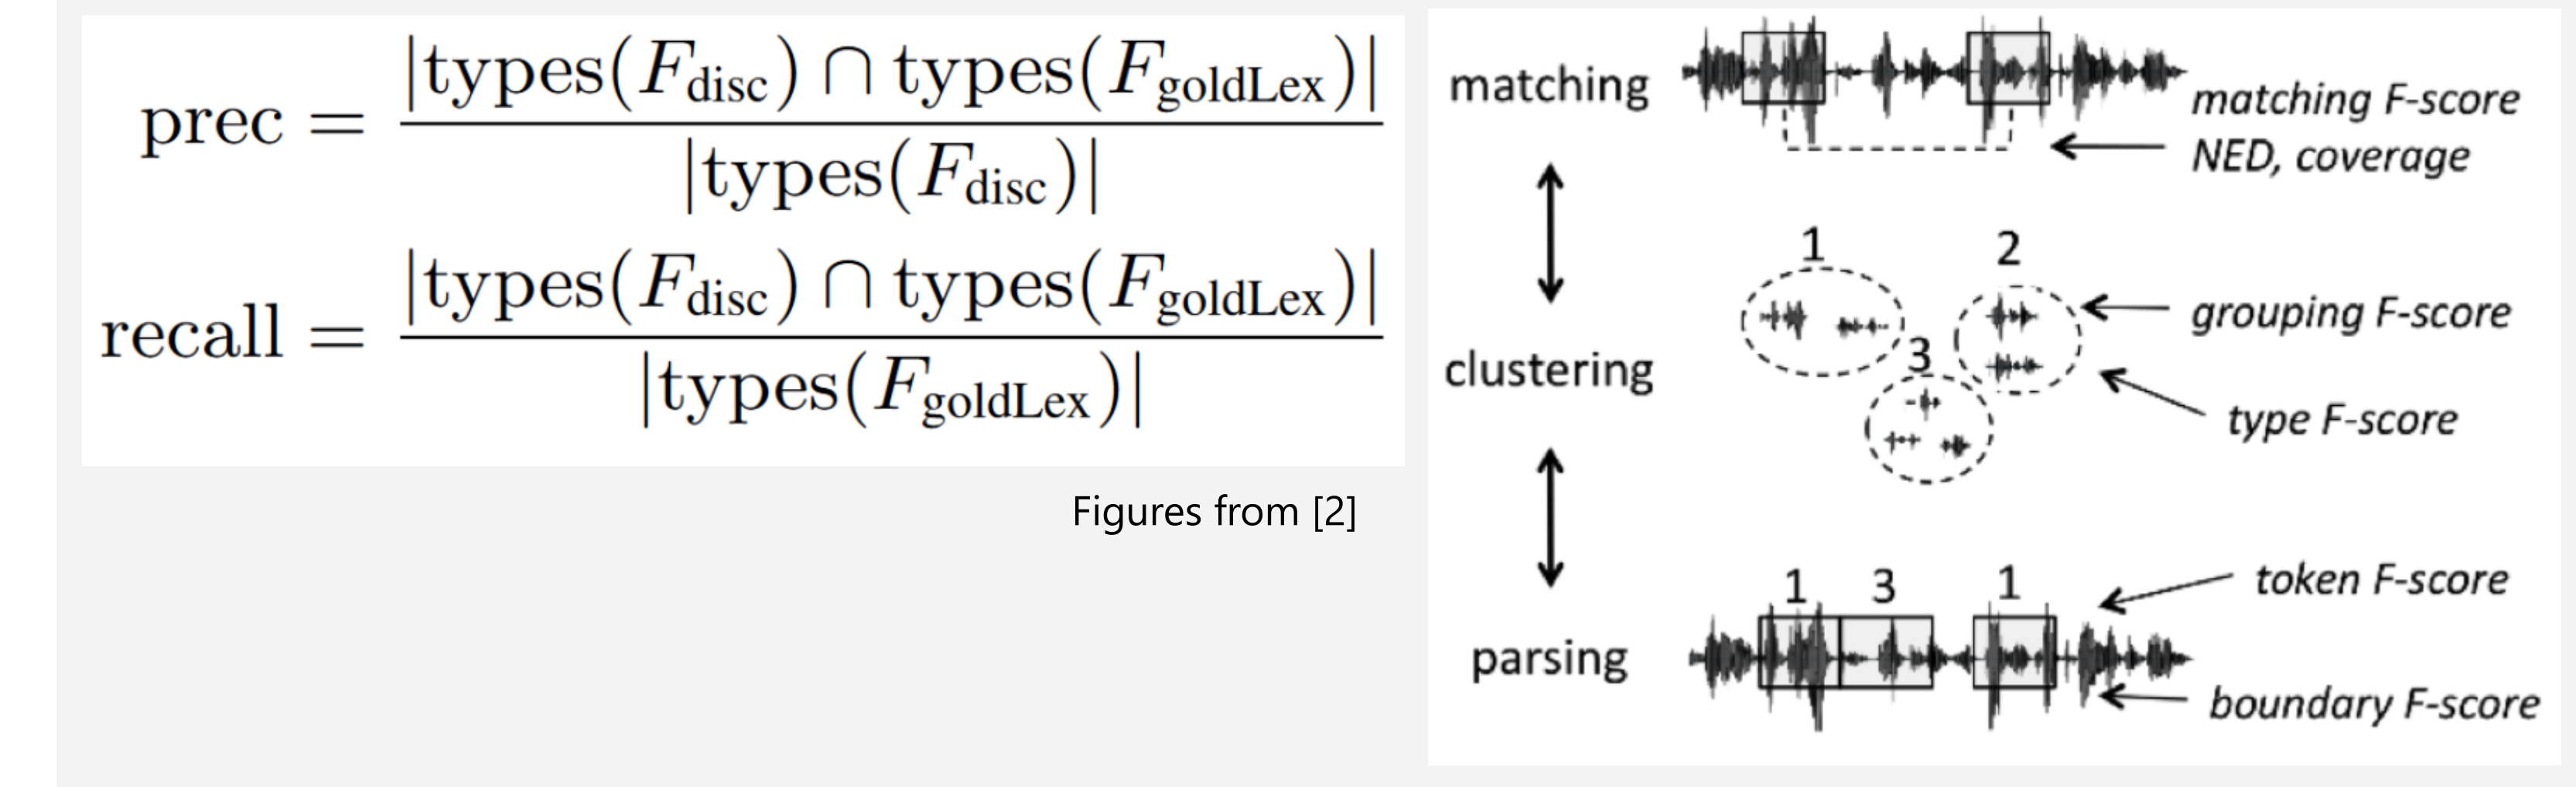 prec = |types(F_disc) ∩ types(F_goldLex)| / |types(F_disc)|
recall = |types(F_disc) ∩ types(F_goldLex)| / |types(F_goldLex)|
Figures from [2]
matching
matching F-score
NED, coverage
1
2
grouping F-score
3
clustering
type F-score
1 3 1
token F-score
parsing
boundary F-score